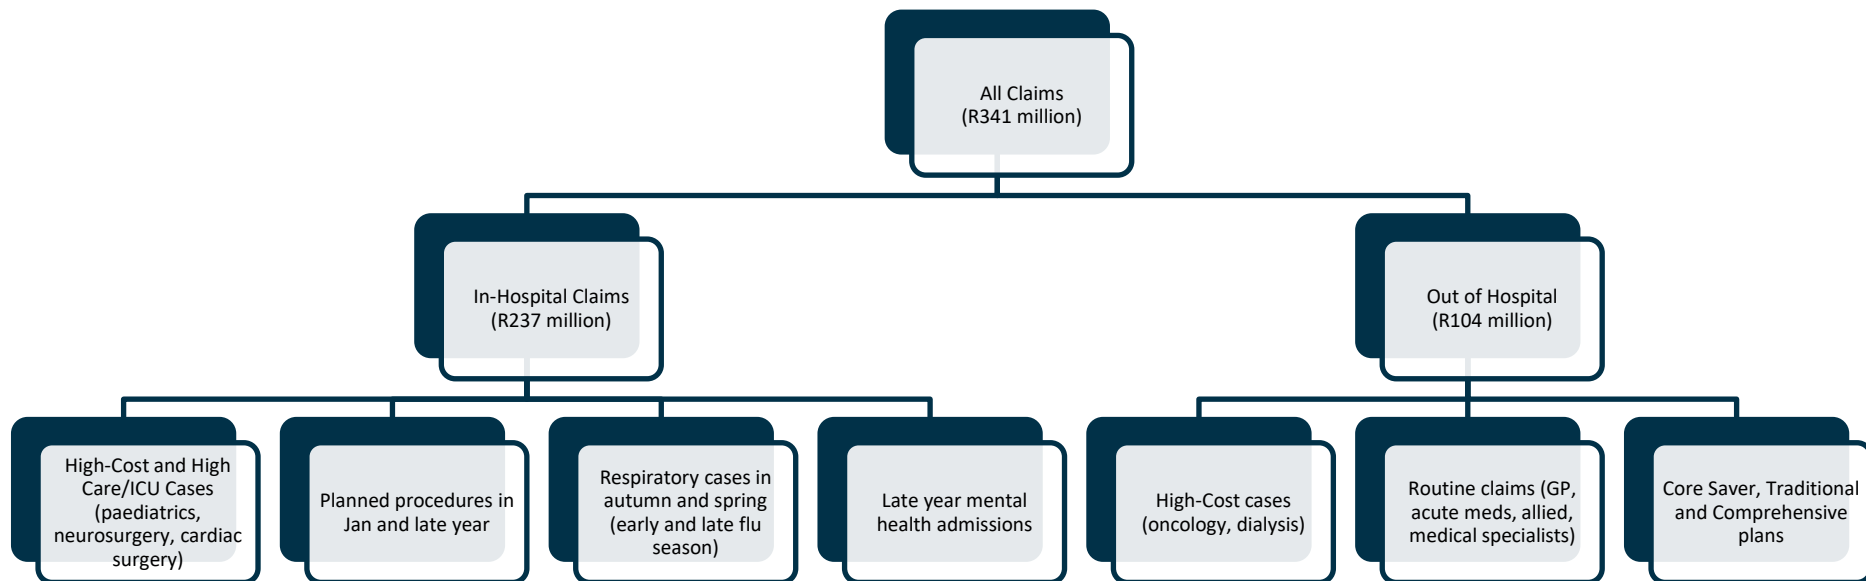 All Claims
(R341 million)
In-Hospital Claims
(R237 million)
Out of Hospital
(R104 million)
High-Cost and High
Care/ICU Cases
(paediatrics,
neurosurgery, cardiac
surgery)
Planned procedures in
Jan and late year
Respiratory cases in
autumn and spring
(early and late flu
season)
Late year mental
health admissions
High-Cost cases
(oncology, dialysis)
Routine claims (GP,
acute meds, allied,
medical specialists)
Core Saver, Traditional
and Comprehensive
plans